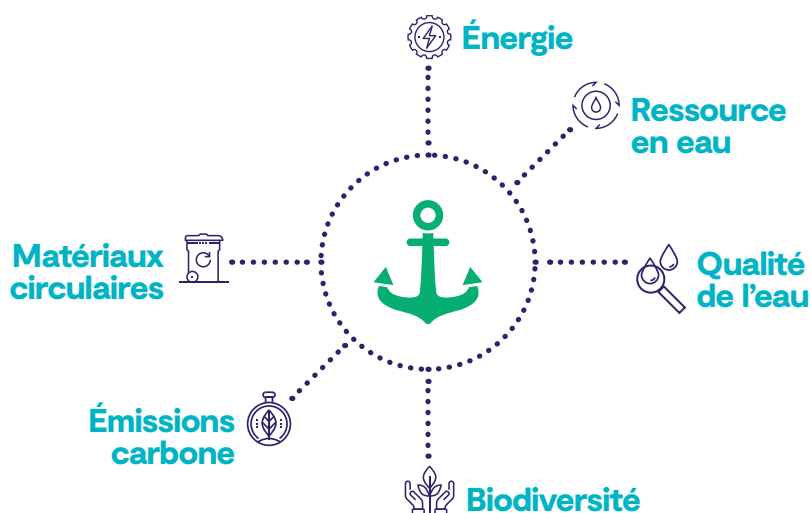 Énergie
Ressource
en eau
Matériaux
circulaires
Qualité
de l'eau
Émissions
carbone
Biodiversité